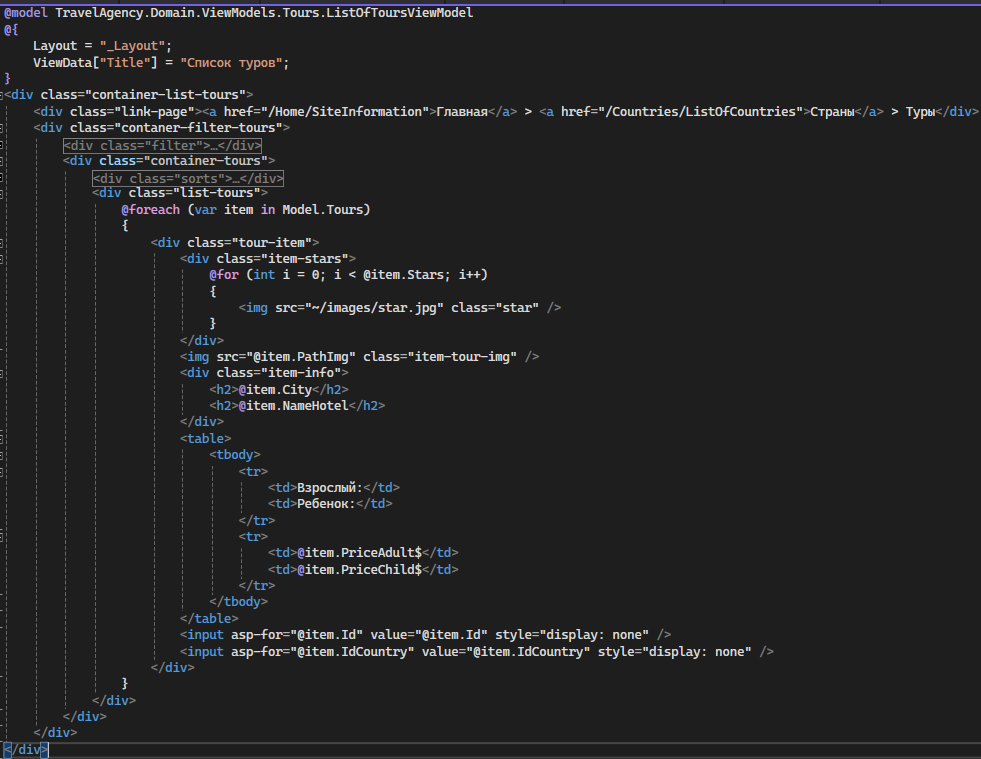 @model TravelAgency.Domain.ViewModels.Tours.ListOfToursViewModel
@{
    Layout = "_Layout";
    ViewData["Title"] = "Список туров";
}
<div class="container-list-tours">
    <div class="link-page"><a href="/Home/SiteInformation">Главная</a> > <a href="/Countries/ListOfCountries">Страны</a> > Туры</div>
    <div class="contaner-filter-tours">
        <div class="filter">…</div>
        <div class="container-tours">
            <div class="sorts">…</div>
            <div class="list-tours">
                @foreach (var item in Model.Tours)
                {
                    <div class="tour-item">
                        <div class="item-stars">
                            @for (int i = 0; i < @item.Stars; i++)
                            {
                                <img src="~/images/star.jpg" class="star" />
                            }
                        </div>
                        <img src="@item.PathImg" class="item-tour-img" />
                        <div class="item-info">
                            <h2>@item.City</h2>
                            <h2>@item.NameHotel</h2>
                        </div>
                        <table>
                            <tbody>
                                <tr>
                                    <td>Взрослый:</td>
                                    <td>Ребенок:</td>
                                </tr>
                                <tr>
                                    <td>@item.PriceAdult$</td>
                                    <td>@item.PriceChild$</td>
                                </tr>
                            </tbody>
                        </table>
                        <input asp-for="@item.Id" value="@item.Id" style="display: none" />
                        <input asp-for="@item.IdCountry" value="@item.IdCountry" style="display: none" />
                    </div>
                }
            </div>
        </div>
    </div>
</div>